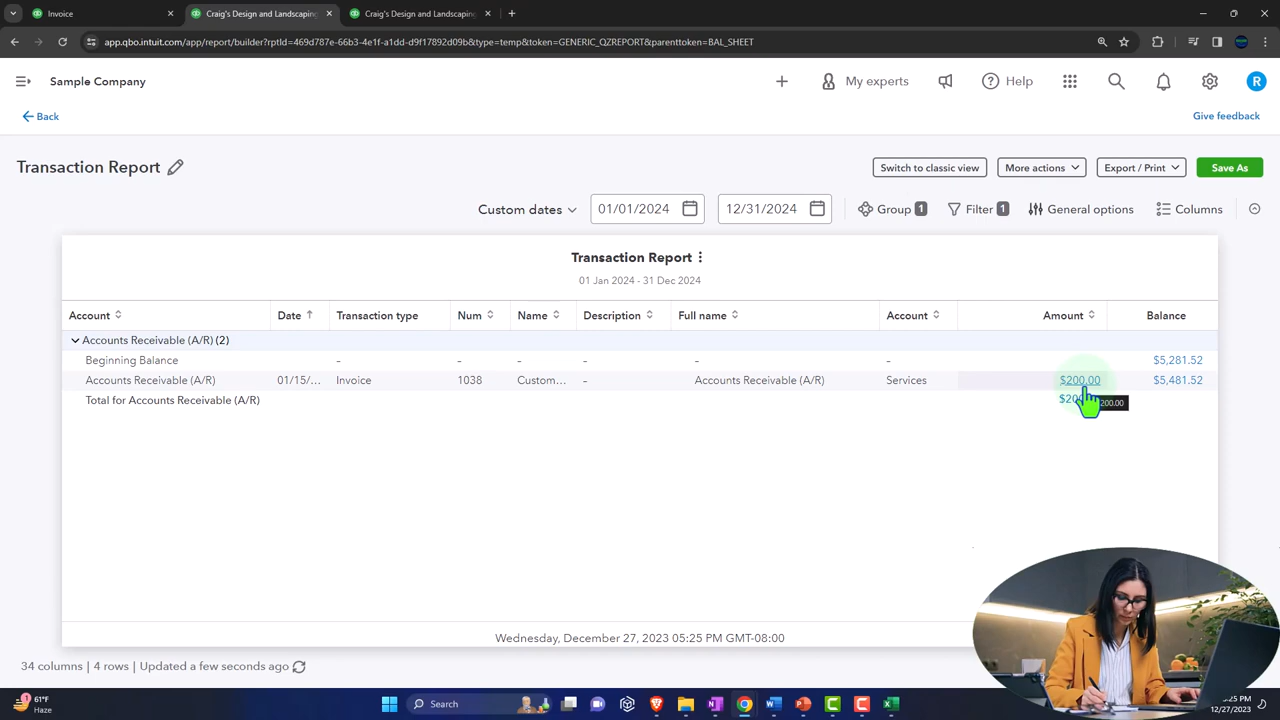 Invoice
Craig's Design and Landscaping
Craig's Design and Landscaping
app.qbo.intuit.com/app/report/builder?rptId=469d787e-66b3-4e1f-a1dd-d9f17892d09b&type=temp&token=GENERIC_QZREPORT&parenttoken=BAL_SHEET
Sample Company
My experts
Help
R
Back
Give feedback
Transaction Report
Switch to classic view
More actions
Export / Print
Save As
Custom dates
01/01/2024
12/31/2024
Group 1
Filter 1
General options
Columns
Transaction Report
01 Jan 2024 - 31 Dec 2024
Account Date Transaction type Num Name Description Full name Account Amount Balance
Accounts Receivable (A/R) (2)
Beginning Balance – – – – – – – $5,281.52
Accounts Receivable (A/R) 01/15/... Invoice 1038 Custom... – Accounts Receivable (A/R) Services $200.00 $5,481.52
Total for Accounts Receivable (A/R)
200.00
Wednesday, December 27, 2023 05:25 PM GMT-08:00
34 columns | 4 rows | Updated a few seconds ago
1
61°F
Haze
Search
12/27/2023